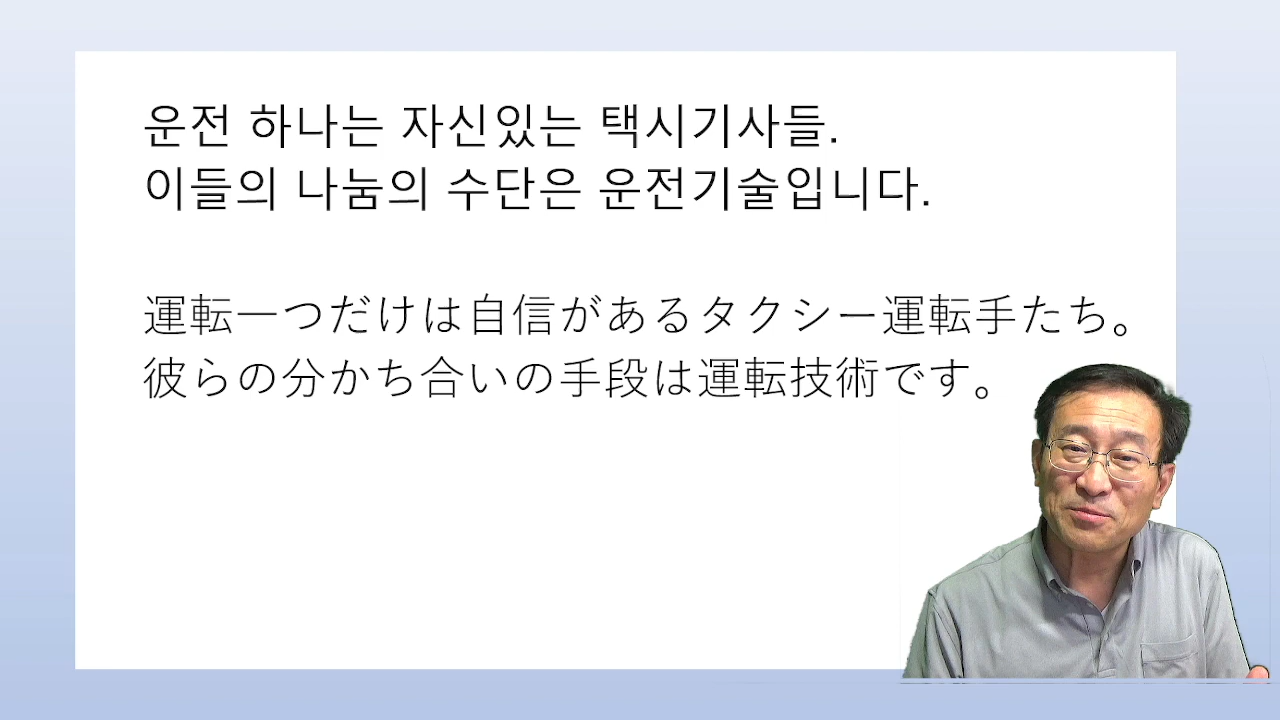 운전 하나는 자신있는 택시기사들.
이들의 나눔의 수단은 운전기술입니다.
運転一つだけは自信があるタクシー運転手たち。
彼らの分かち合いの手段は運転技術です。